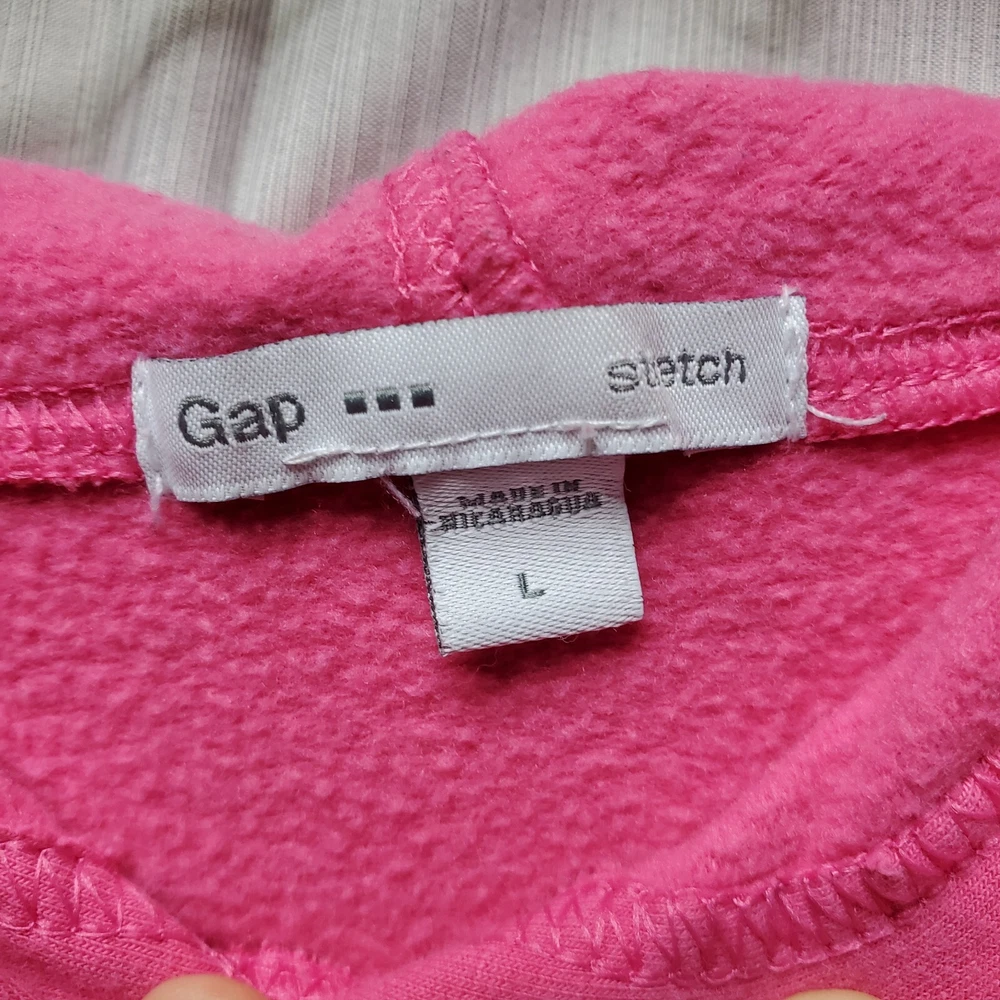 Gap stretch
MADE IN
NICARAGUA
L